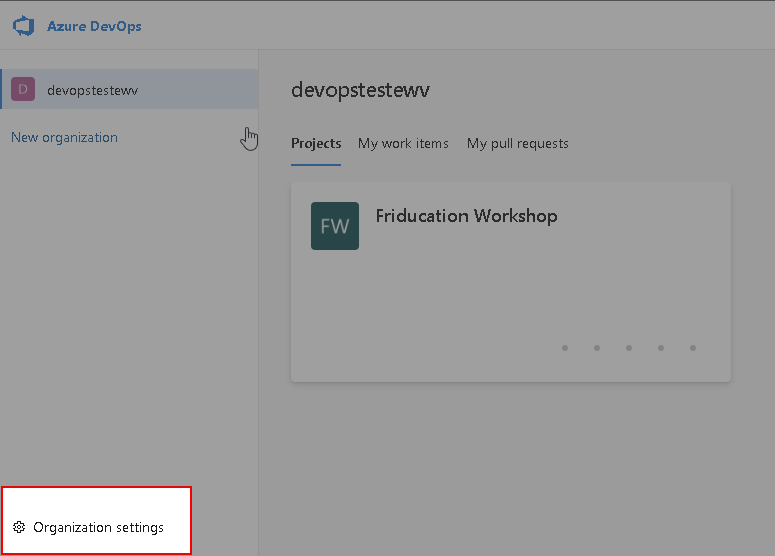 Azure DevOps
D
devopstestewv
New organization
devopstestewv
Projects My work items My pull requests
FW
Friducation Workshop
Organization settings